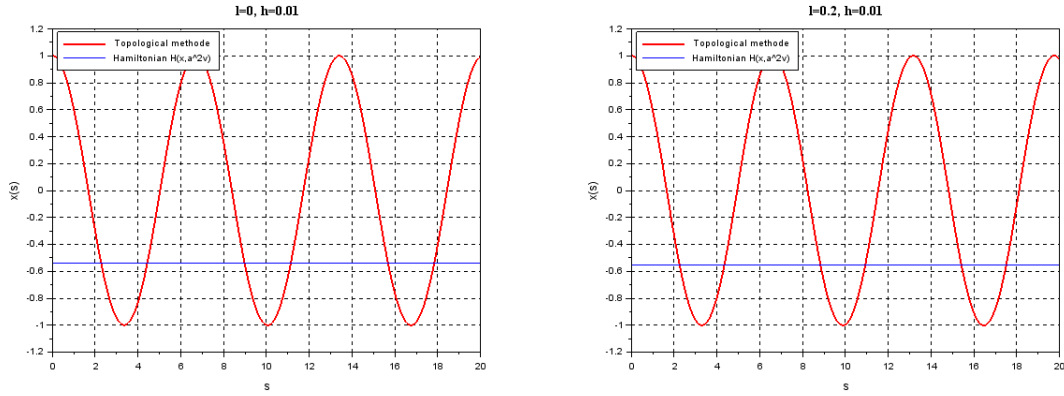 l=0, h=0.01
1.2
1
0.8
0.6
0.4
0.2
0
-0.2
-0.4
-0.6
-0.8
-1
-1.2
x(s)
Topological methode
Hamiltonian H(x,a^2v)
0 2 4 6 8 10 12 14 16 18 20
s
l=0.2, h=0.01
1.2
1
0.8
0.6
0.4
0.2
0
-0.2
-0.4
-0.6
-0.8
-1
-1.2
x(s)
Topological methode
Hamiltonian H(x,a^2v)
0 2 4 6 8 10 12 14 16 18 20
s